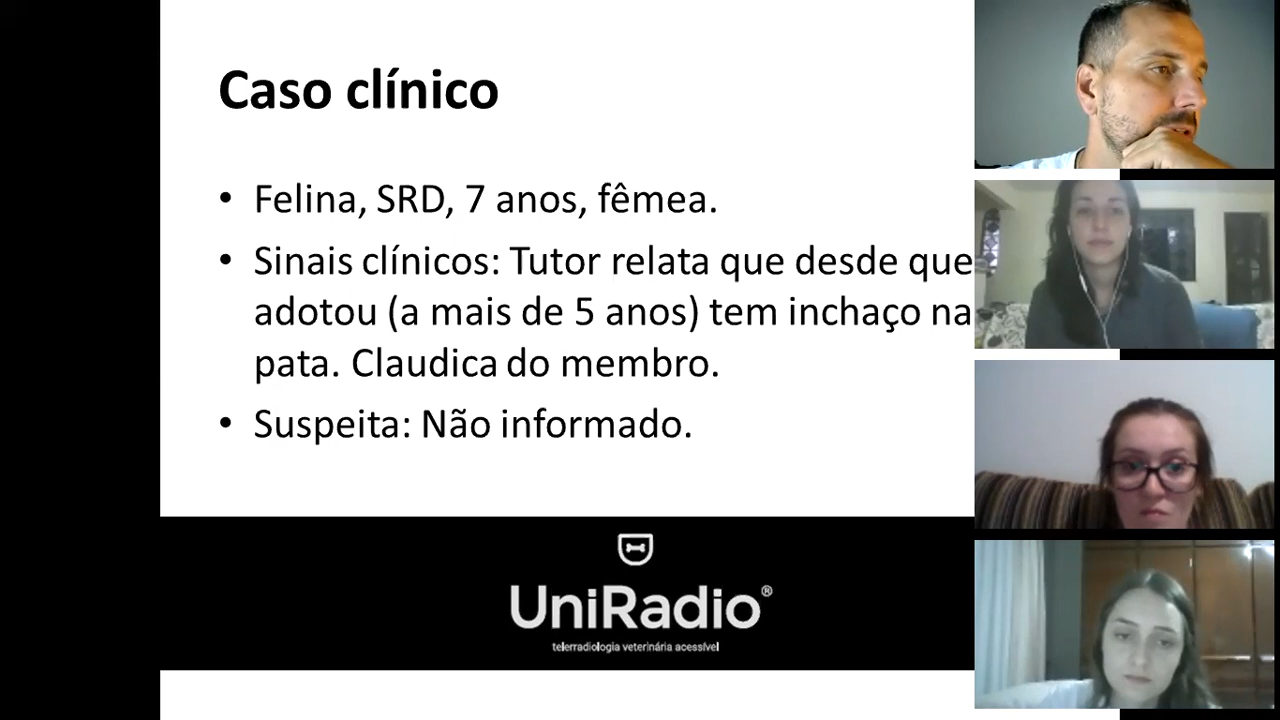 Caso clínico
• Felina, SRD, 7 anos, fêmea.
• Sinais clínicos: Tutor relata que desde que
adotou (a mais de 5 anos) tem inchaço na
pata. Claudica do membro.
• Suspeita: Não informado.
UniRadio®
telerradiologia veterinária acessível